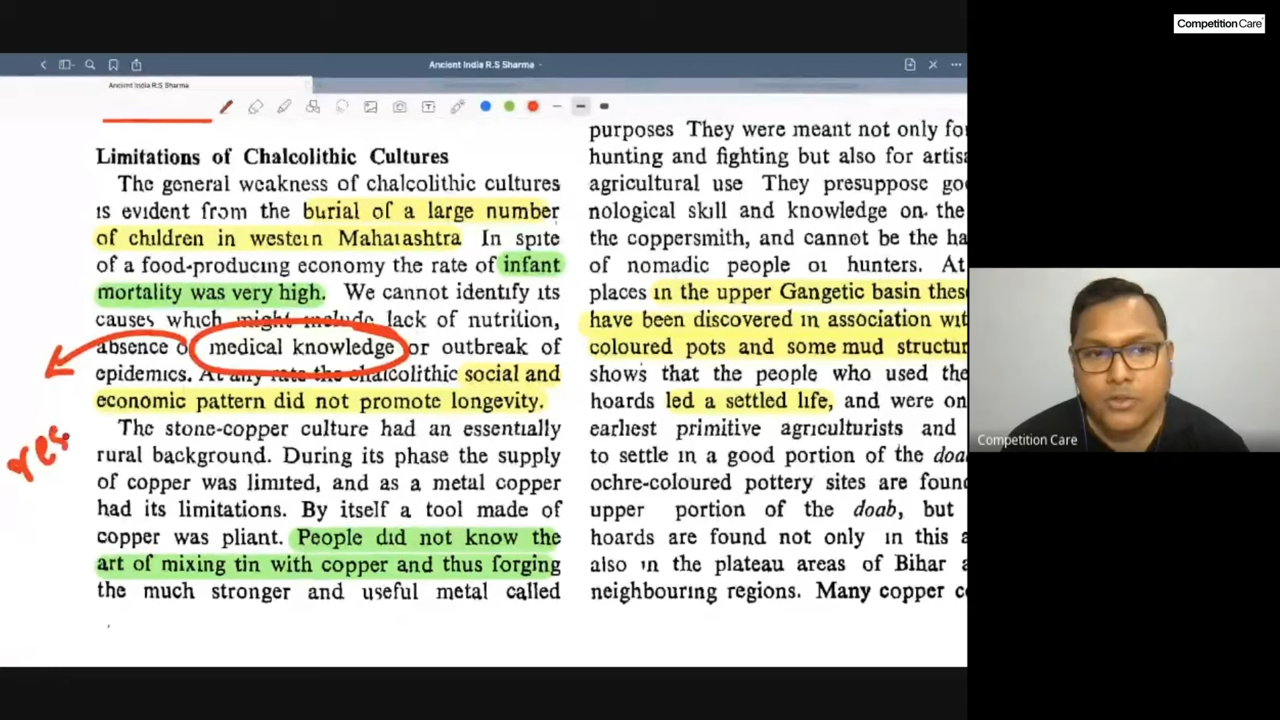 CompetitionCare
Ancient India R.S Sharma
Ancient India R.S Sharma
Limitations of Chalcolithic Cultures
The general weakness of chalcolithic cultures
is evident from the burial of a large number
of children in western Maharashtra In spite
of a food-producing economy the rate of infant
mortality was very high. We cannot identify its
causes which might include lack of nutrition,
absence of medical knowledge or outbreak of
epidemics. At any rate the chalcolithic social and
economic pattern did not promote longevity.
The stone-copper culture had an essentially
rural background. During its phase the supply
of copper was limited, and as a metal copper
had its limitations. By itself a tool made of
copper was pliant. People did not know the
art of mixing tin with copper and thus forging
the much stronger and useful metal called
yes
purposes They were meant not only for
hunting and fighting but also for artisa
agricultural use They presuppose goo
nological skill and knowledge on the
the coppersmith, and cannot be the ha
of nomadic people or hunters. At
places in the upper Gangetic basin these
have been discovered in association wit
coloured pots and some mud structur
shows that the people who used the
hoards led a settled life, and were on
earliest primitive agriculturists and
to settle in a good portion of the doa
ochre-coloured pottery sites are found
upper portion of the doab, but
hoards are found not only in this a
also in the plateau areas of Bihar a
neighbouring regions. Many copper c
Competition Care